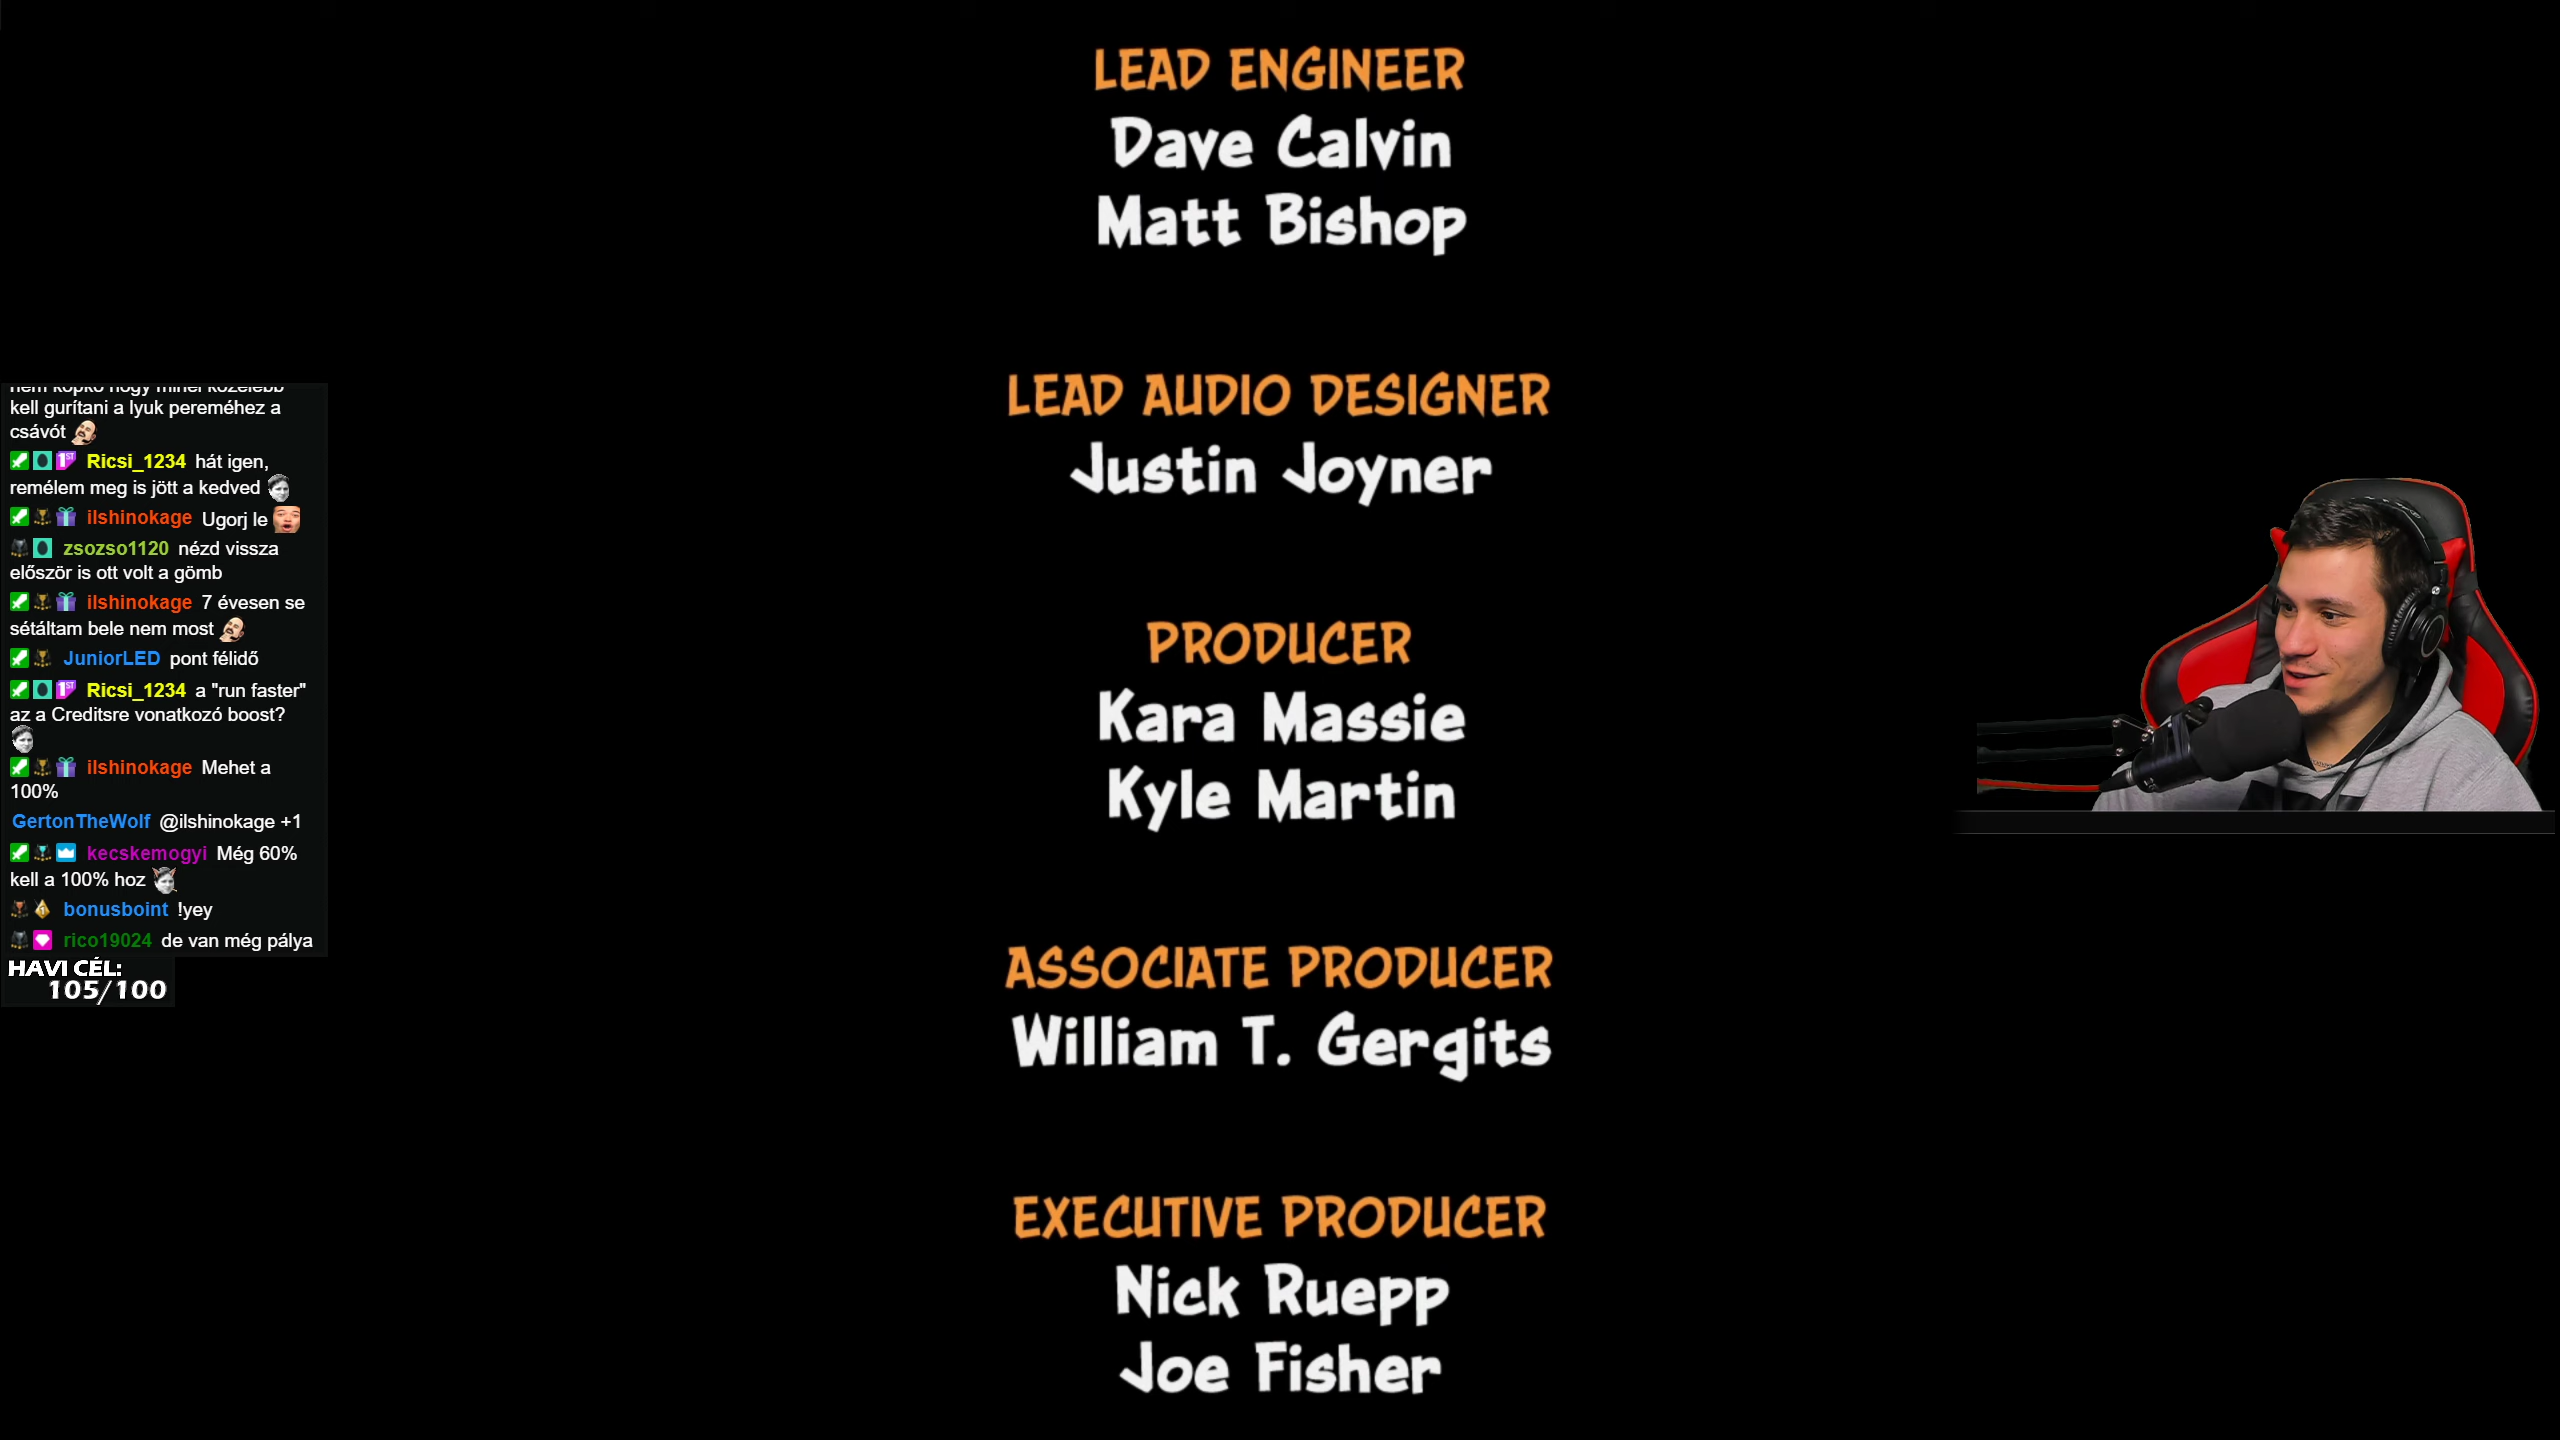 LEAD ENGINEER
Dave Calvin
Matt Bishop
LEAD AUDIO DESIGNER
Justin Joyner
PRODUCER
Kara Massie
Kyle Martin
ASSOCIATE PRODUCER
William T. Gergits
EXECUTIVE PRODUCER
Nick Ruepp
Joe Fisher
kell gurítani a lyuk pereméhez a
csávót
Ricsi_1234 hát igen,
remélem meg is jött a kedved
ilshinokage Ugorj le
zsozso1120 nézd vissza
először is ott volt a gömb
ilshinokage 7 évesen se
sétáltam bele nem most
JuniorLED pont félidő
Ricsi_1234 a "run faster"
az a Creditsre vonatkozó boost?
ilshinokage Mehet a
100%
GertonTheWolf @ilshinokage +1
kecskemogyi Még 60%
kell a 100% hoz
bonusboint !yey
rico19024 de van még pálya
HAVI CÉL:
105/100